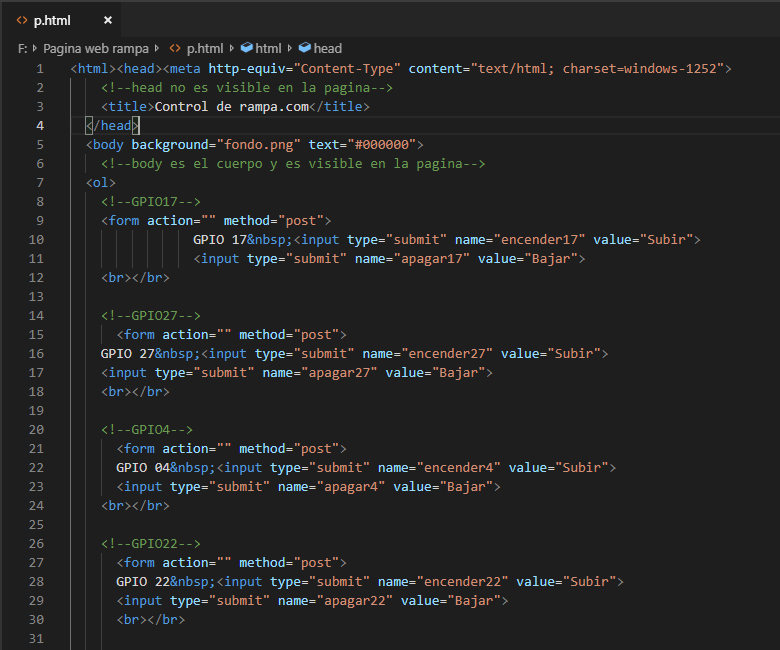 p.html
F: Pagina web rampa p.html html head
1 <html><head><meta http-equiv="Content-Type" content="text/html; charset=windows-1252">
2 <!--head no es visible en la pagina-->
3 <title>Control de rampa.com</title>
4 </head>
5 <body background="fondo.png" text="#000000">
6 <!--body es el cuerpo y es visible en la pagina-->
7 <ol>
8 <!--GPIO17-->
9 <form action="" method="post">
10 GPIO 17&nbsp;<input type="submit" name="encender17" value="Subir">
11 <input type="submit" name="apagar17" value="Bajar">
12 <br></br>
13
14 <!--GPIO27-->
15 <form action="" method="post">
16 GPIO 27&nbsp;<input type="submit" name="encender27" value="Subir">
17 <input type="submit" name="apagar27" value="Bajar">
18 <br></br>
19
20 <!--GPIO4-->
21 <form action="" method="post">
22 GPIO 04&nbsp;<input type="submit" name="encender4" value="Subir">
23 <input type="submit" name="apagar4" value="Bajar">
24 <br></br>
25
26 <!--GPIO22-->
27 <form action="" method="post">
28 GPIO 22&nbsp;<input type="submit" name="encender22" value="Subir">
29 <input type="submit" name="apagar22" value="Bajar">
30 <br></br>
31